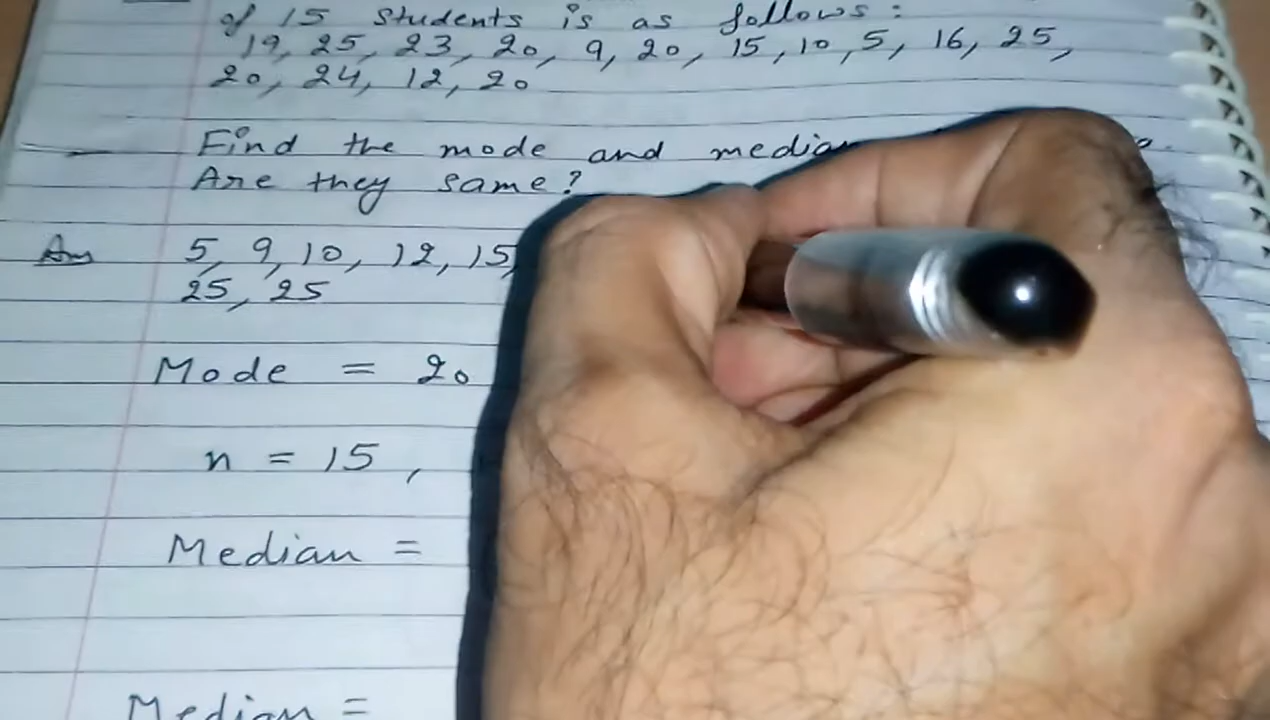 of 15 students is as follows:
19, 25, 23, 20, 9, 20, 15, 10, 5, 16, 25,
20, 24, 12, 20
Find the mode and median
Are they same?
Ans 5, 9, 10, 12, 15,
25, 25
Mode = 20
n = 15,
Median =
Median =